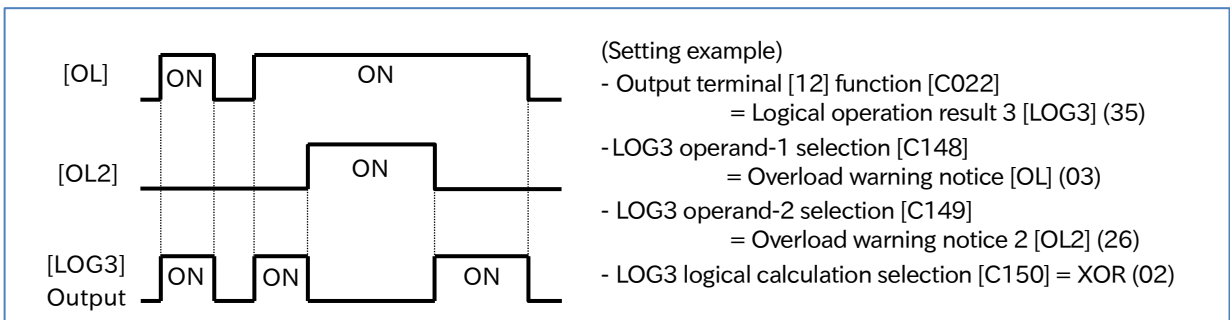 [OL]
ON
ON
[OL2]
ON
[LOG3]
Output
ON
ON
ON
(Setting example)
- Output terminal [12] function [C022]
= Logical operation result 3 [LOG3] (35)
-LOG3 operand-1 selection [C148]
= Overload warning notice [OL] (03)
- LOG3 operand-2 selection [C149]
= Overload warning notice 2 [OL2] (26)
- LOG3 logical calculation selection [C150] = XOR (02)